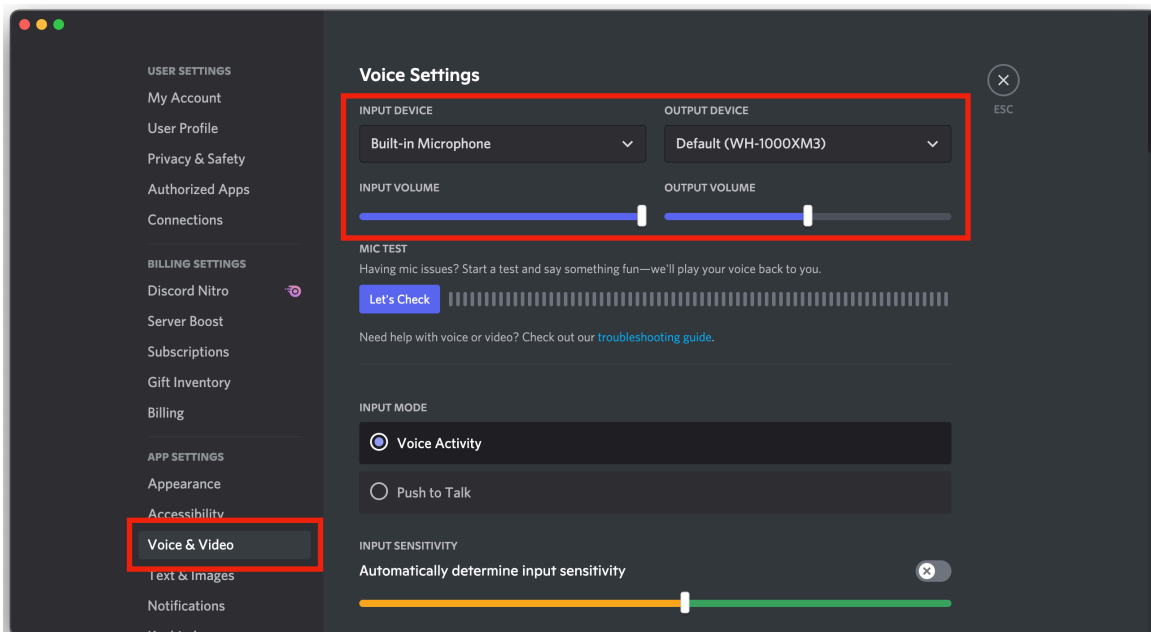 USER SETTINGS
My Account
User Profile
Privacy & Safety
Authorized Apps
Connections
BILLING SETTINGS
Discord Nitro
Server Boost
Subscriptions
Gift Inventory
Billing
APP SETTINGS
Appearance
Accessibility
Voice & Video
Text & Images
Notifications
Voice Settings
ESC
INPUT DEVICE
OUTPUT DEVICE
Built-in Microphone
Default (WH-1000XM3)
INPUT VOLUME
OUTPUT VOLUME
MIC TEST
Having mic issues? Start a test and say something fun—we'll play your voice back to you.
Let's Check
Need help with voice or video? Check out our troubleshooting guide.
INPUT MODE
Voice Activity
Push to Talk
INPUT SENSITIVITY
Automatically determine input sensitivity